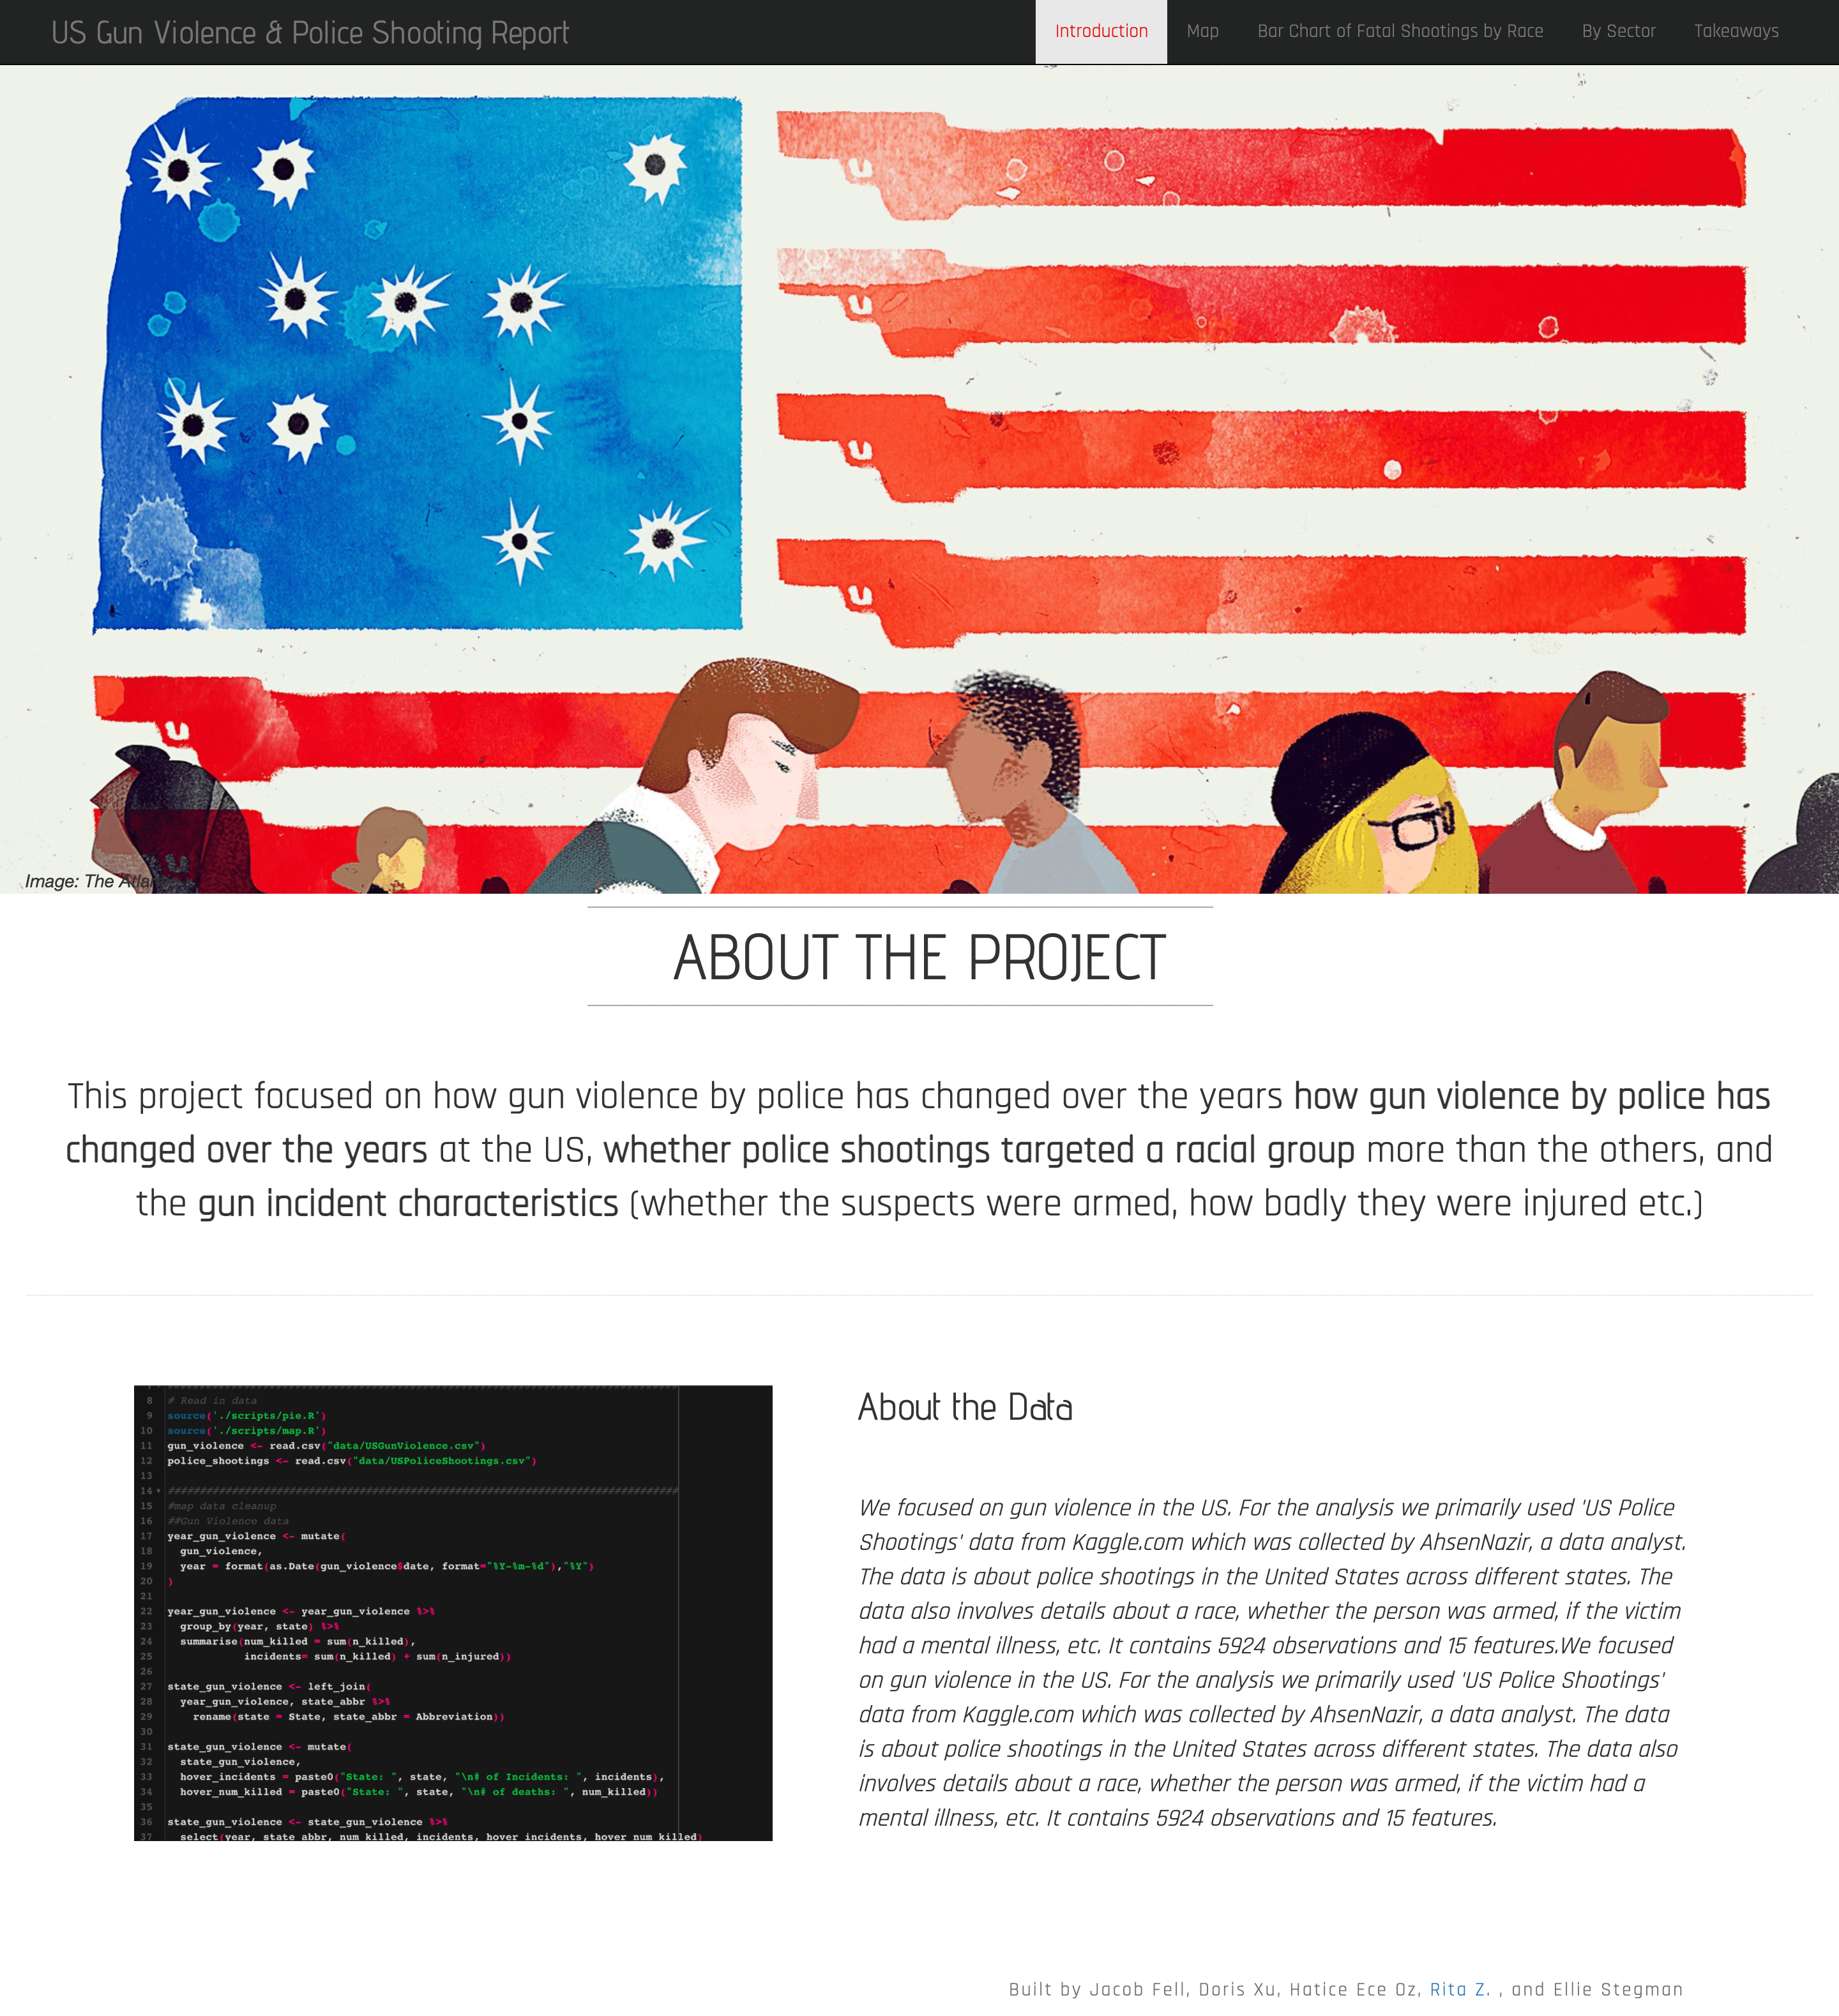 US Gun Violence & Police Shooting Report
Introduction
Map
Bar Chart of Fatal Shootings by Race
By Sector
Takeaways
Image: The
ABOUT THE PROJECT
This project focused on how gun violence by police has changed over the years how gun violence by police has
changed over the years at the US, whether police shootings targeted a racial group more than the others, and
the gun incident characteristics (whether the suspects were armed, how badly they were injured etc.)
8 # Read in data
9 source('./scripts/pie.R')
10 source('./scripts/map.R')
11 gun_violence <- read.csv("data/USGunViolence.csv")
12 police_shootings <- read.csv("data/USPoliceShootings.csv")
13
14 ################################################################################
15 #map data cleanup
16 ##Gun Violence data
17 year_gun_violence <- mutate(
18 gun_violence,
19 year = format(as.Date(gun_violence$date, format="%Y-%m-%d"),"%Y")
20 )
21
22 year_gun_violence <- year_gun_violence %>%
23 group_by(year, state) %>%
24 summarise(num_killed = sum(n_killed),
25 incidents= sum(n_killed) + sum(n_injured))
26
27 state_gun_violence <- left_join(
28 year_gun_violence, state_abbr %>%
29 rename(state = State, state_abbr = Abbreviation))
30
31 state_gun_violence <- mutate(
32 state_gun_violence,
33 hover_incidents = paste0("State: ", state, "\n# of Incidents: ", incidents),
34 hover_num_killed = paste0("State: ", state, "\n# of deaths: ", num_killed))
35
36 state_gun_violence <- state_gun_violence %>%
37 select(year, state_abbr, num_killed, incidents, hover_incidents, hover_num_killed)
About the Data
We focused on gun violence in the US. For the analysis we primarily used 'US Police
Shootings' data from Kaggle.com which was collected by AhsenNazir, a data analyst.
The data is about police shootings in the United States across different states. The
data also involves details about a race, whether the person was armed, if the victim
had a mental illness, etc. It contains 5924 observations and 15 features.We focused
on gun violence in the US. For the analysis we primarily used 'US Police Shootings'
data from Kaggle.com which was collected by AhsenNazir, a data analyst. The data
is about police shootings in the United States across different states. The data also
involves details about a race, whether the person was armed, if the victim had a
mental illness, etc. It contains 5924 observations and 15 features.
Built by Jacob Fell, Doris Xu, Hatice Ece Oz, Rita Z. , and Ellie Stegman